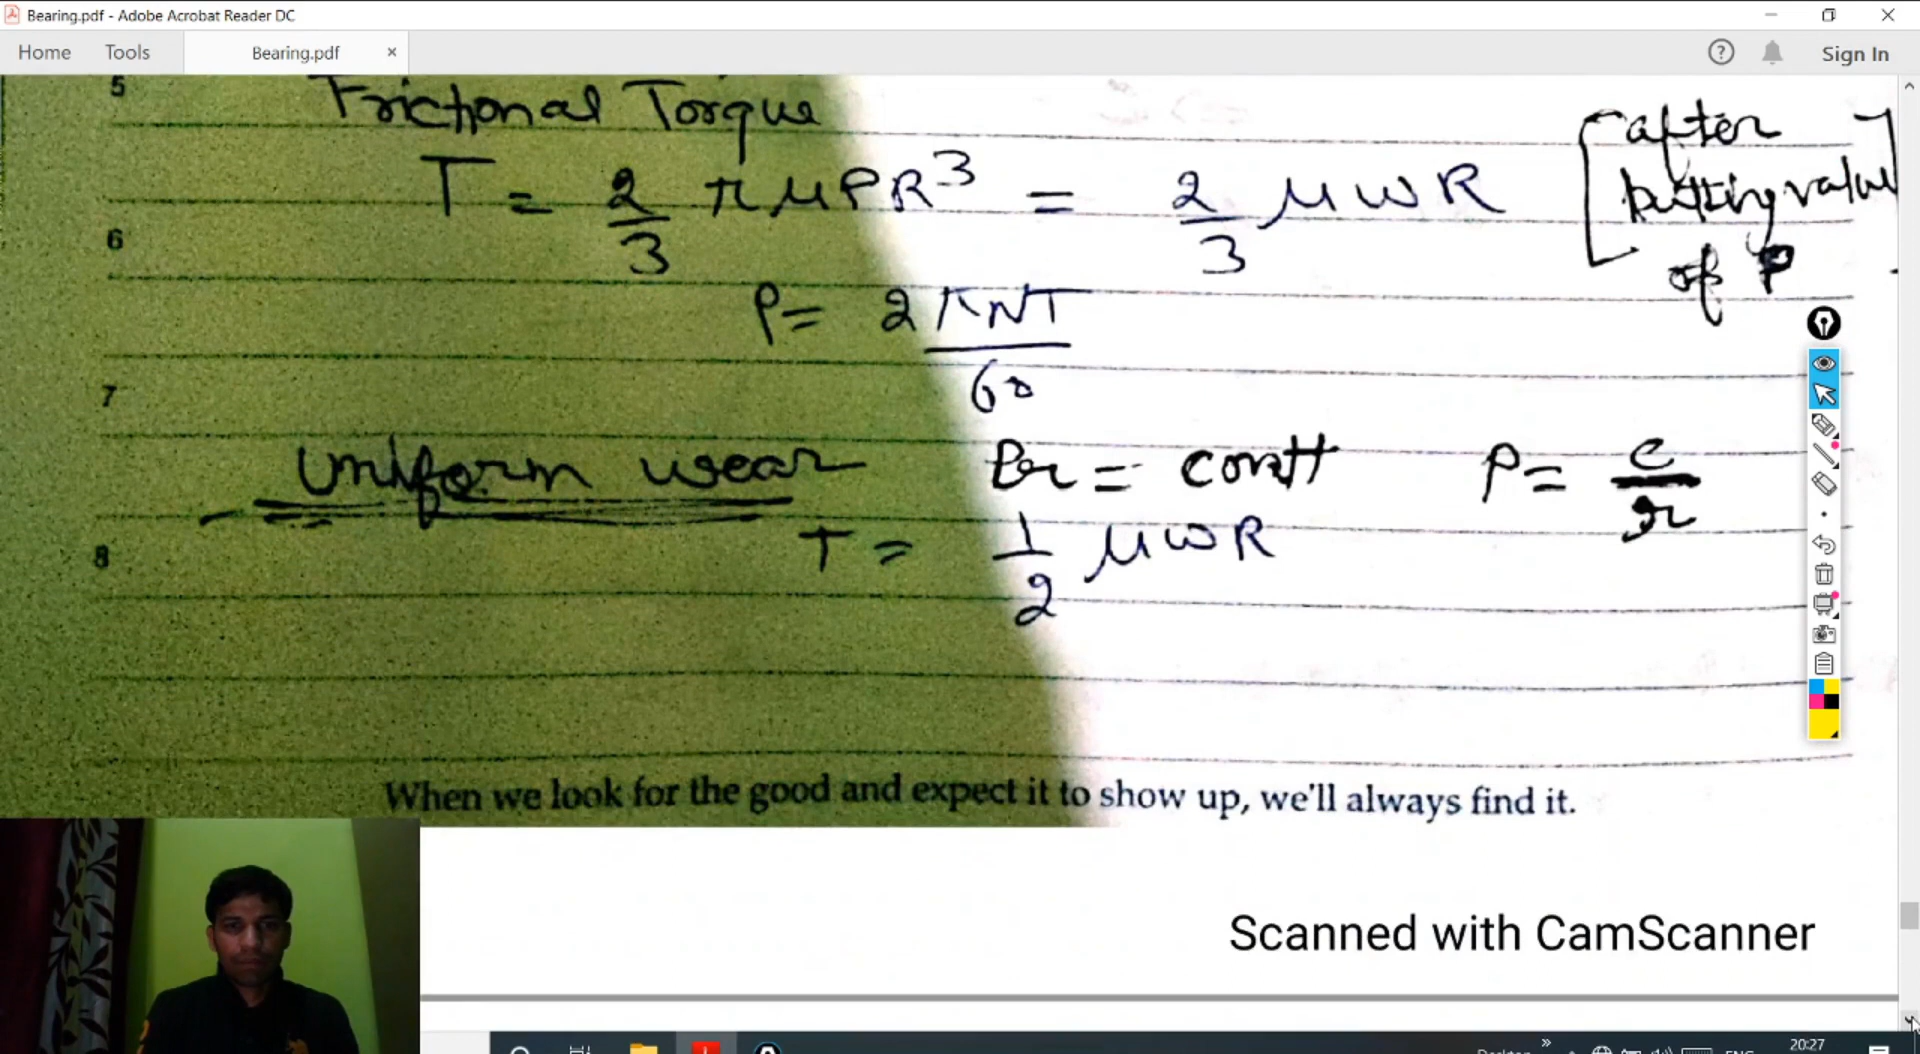 Bearing.pdf - Adobe Acrobat Reader DC
Home Tools Bearing.pdf × Sign In
5 Frictional Torque
T = 2/3 π μ P R³ = 2/3 μ W R [after putting value of P]
6
P = 2πNT/60
7
Uniform wear Pr = constt P = c/r
T = 1/2 μ W R
8
When we look for the good and expect it to show up, we'll always find it.
Scanned with CamScanner
Desktop » ENG 20:27